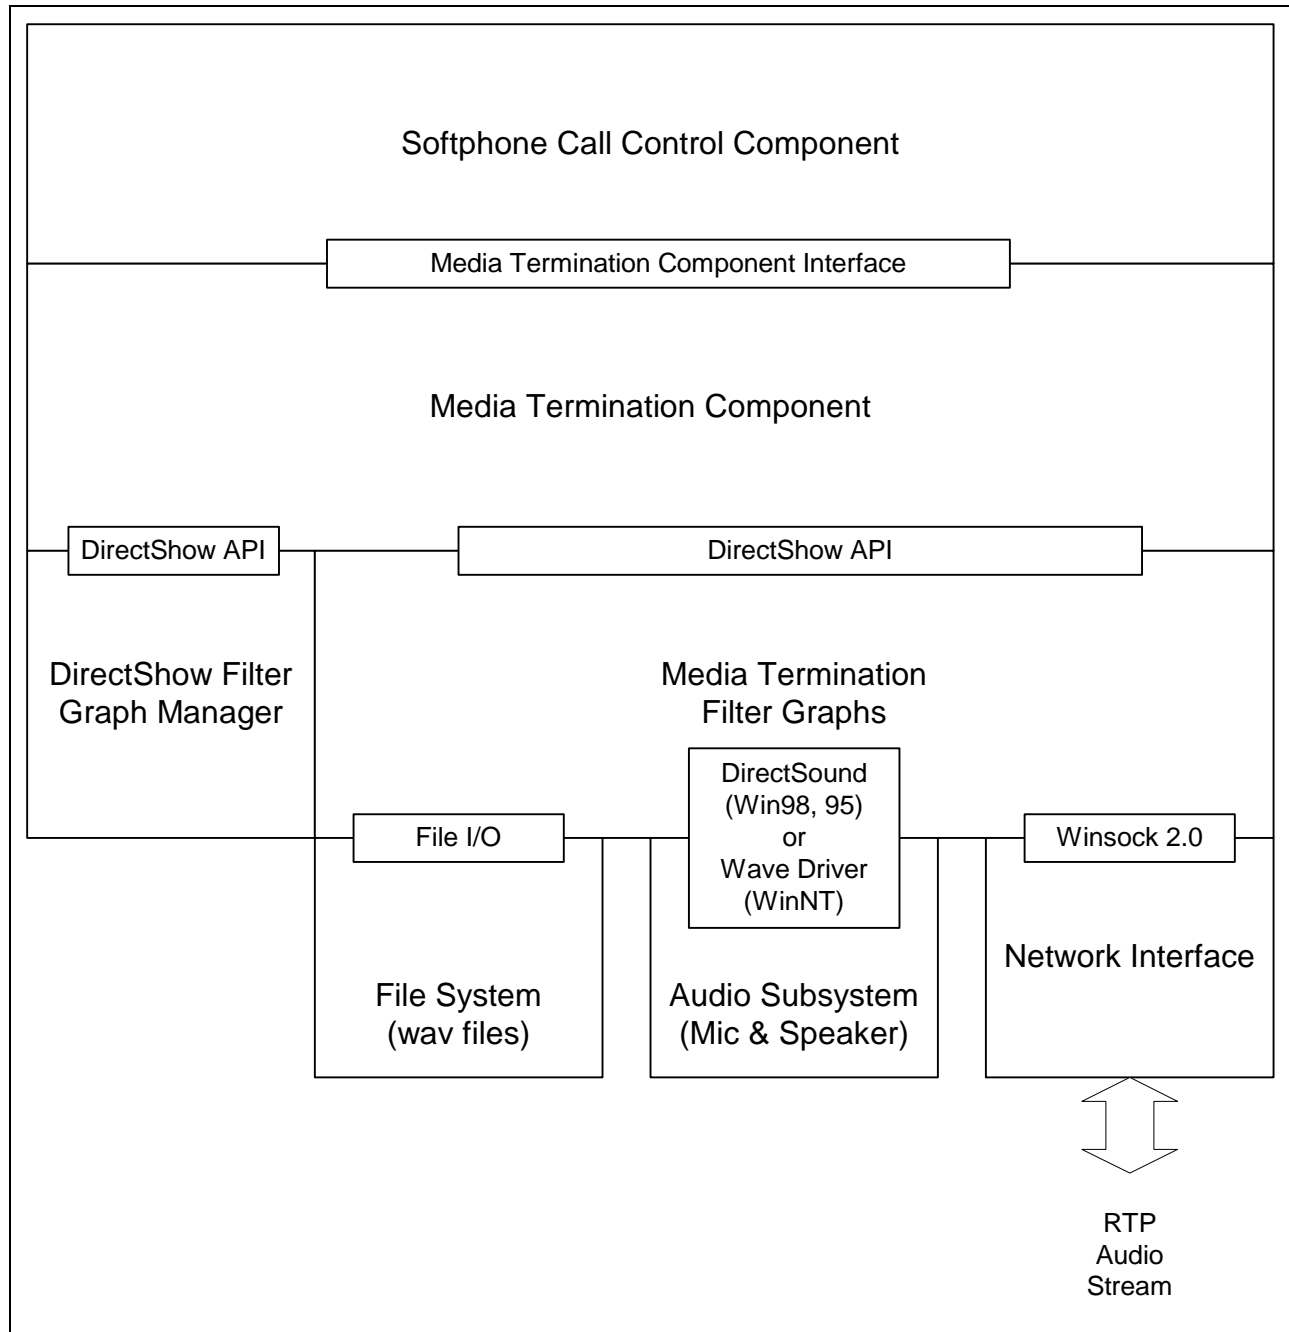 Softphone Call Control Component
Media Termination Component Interface
Media Termination Component
DirectShow API
DirectShow API
DirectShow Filter
Graph Manager
Media Termination
Filter Graphs
File I/O
DirectSound
(Win98, 95)
or
Wave Driver
(WinNT)
Winsock 2.0
File System
(wav files)
Audio Subsystem
(Mic & Speaker)
Network Interface
RTP
Audio
Stream